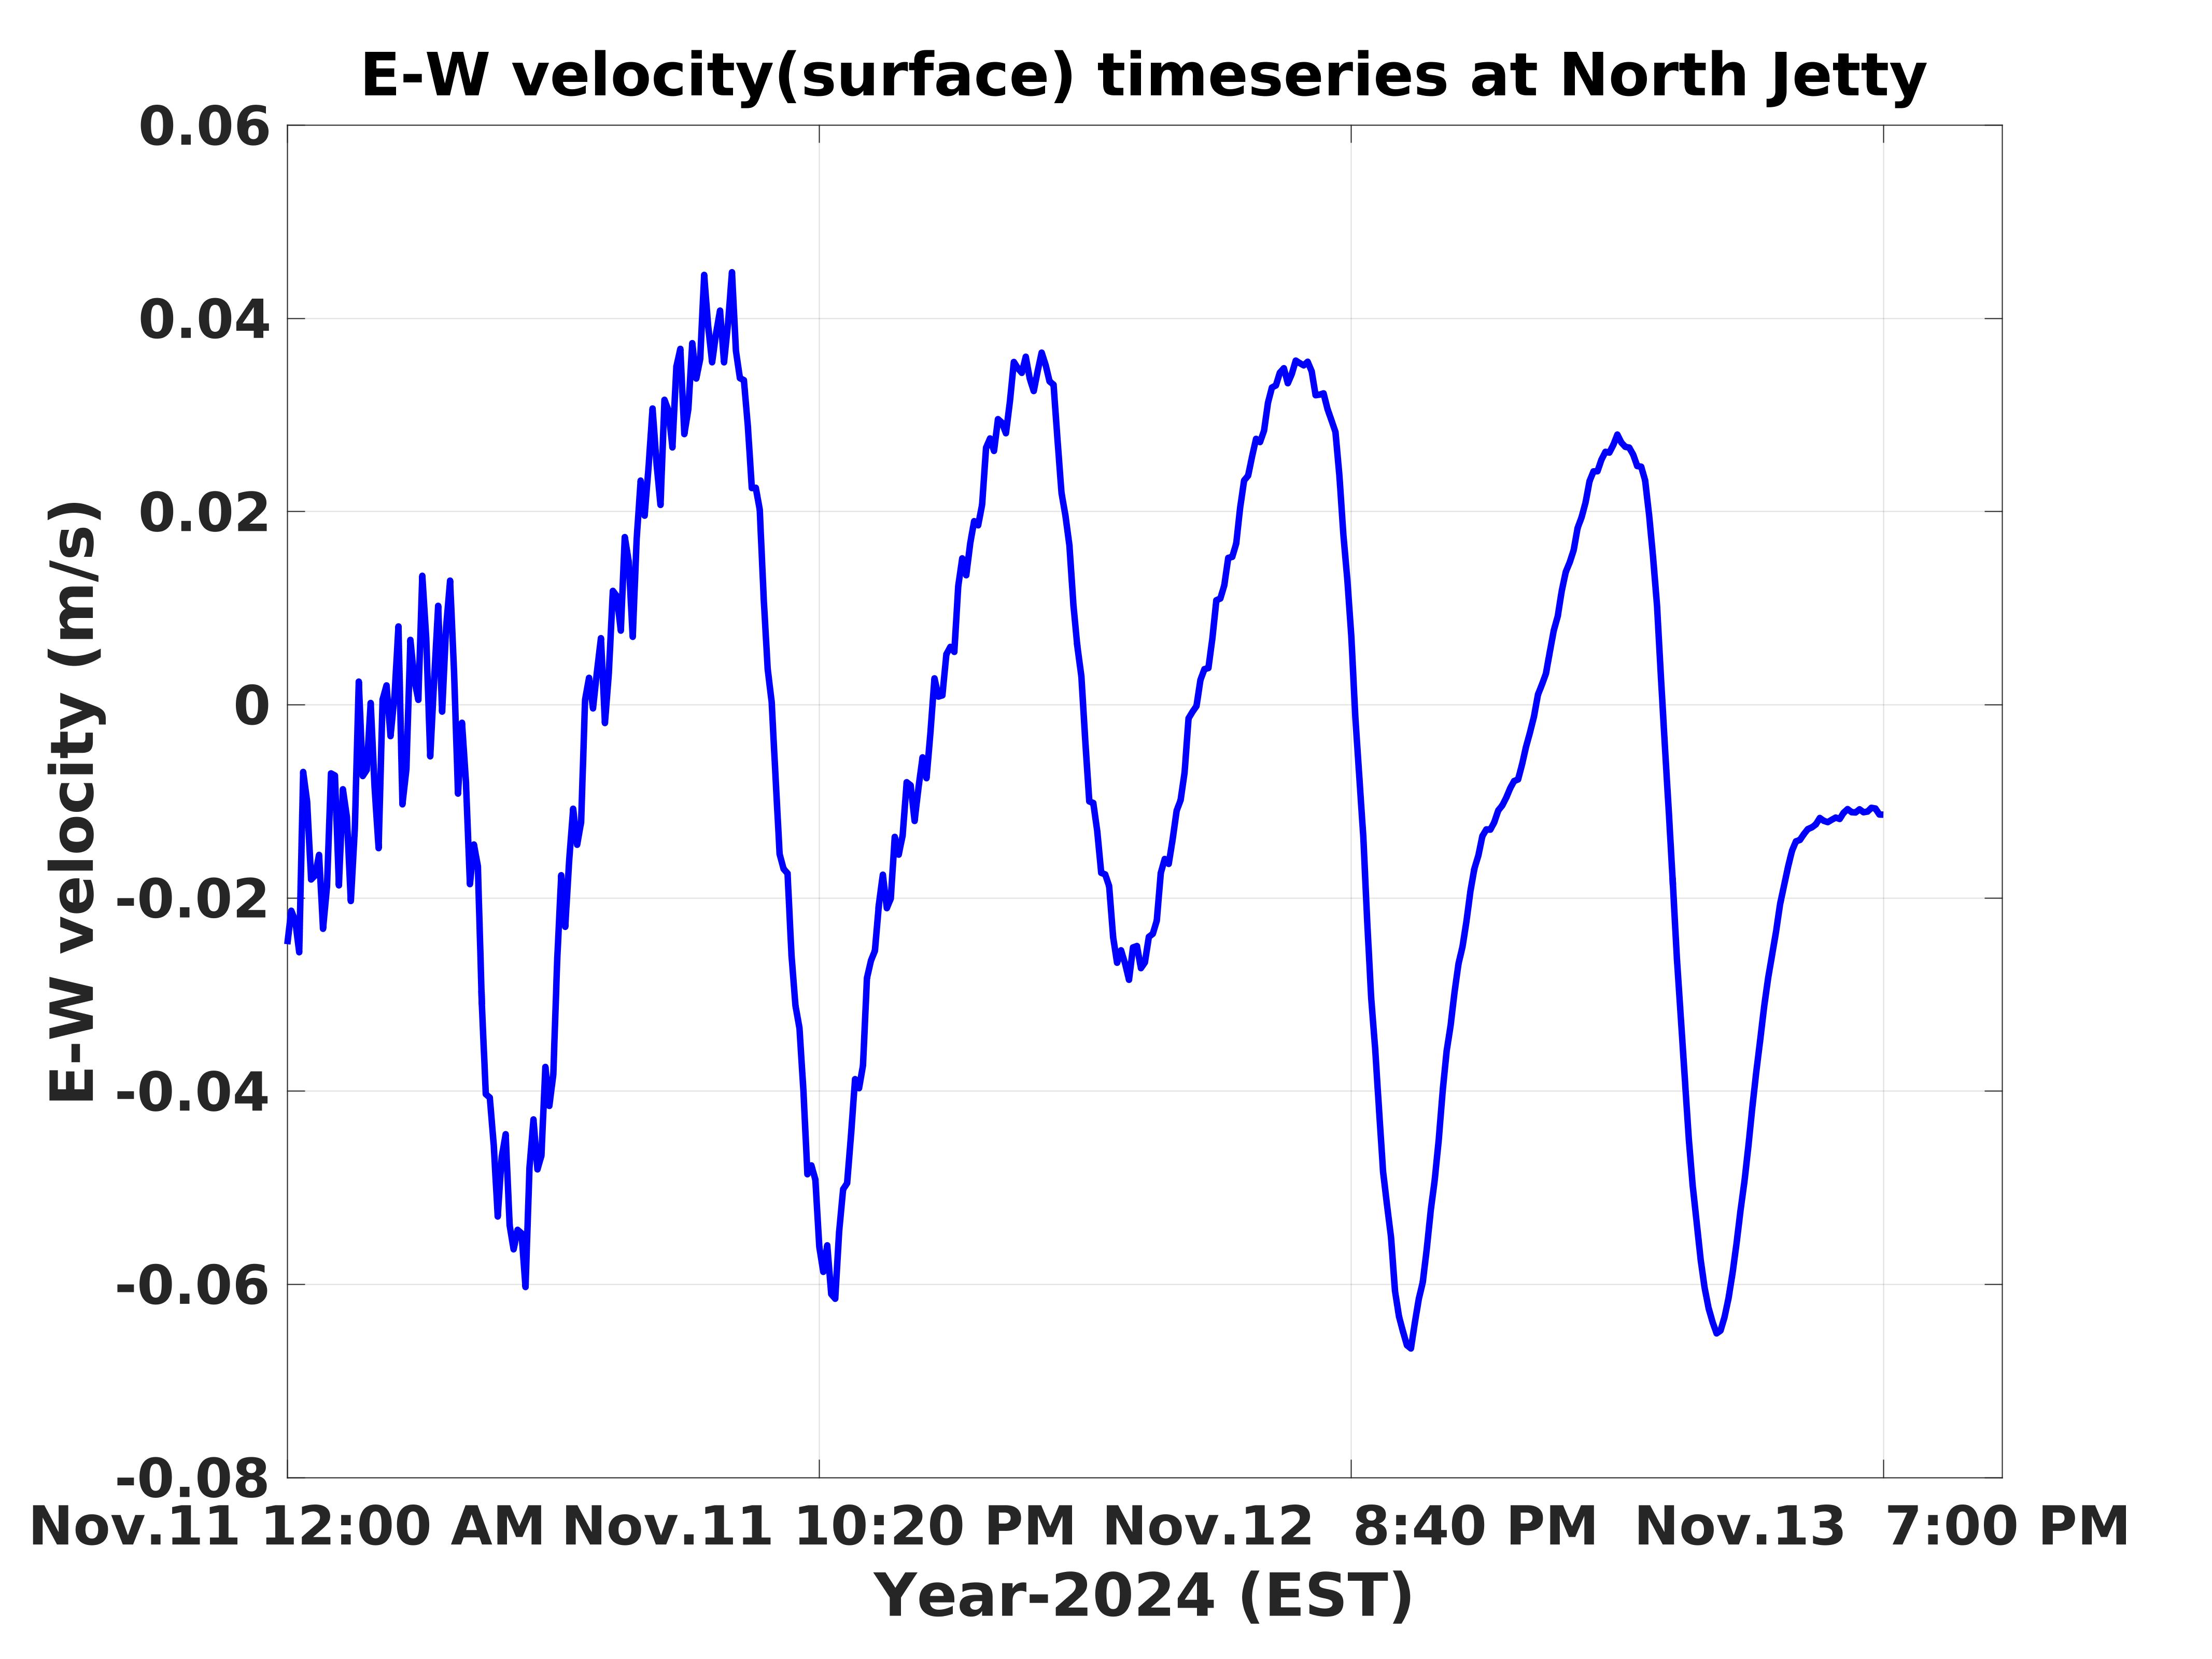 E-W velocity(surface) timeseries at North Jetty
0.06
0.04
0.02
0
-0.02
-0.04
-0.06
-0.08
E-W velocity (m/s)
Nov.11 12:00 AM Nov.11 10:20 PM Nov.12 8:40 PM Nov.13 7:00 PM
Year-2024 (EST)